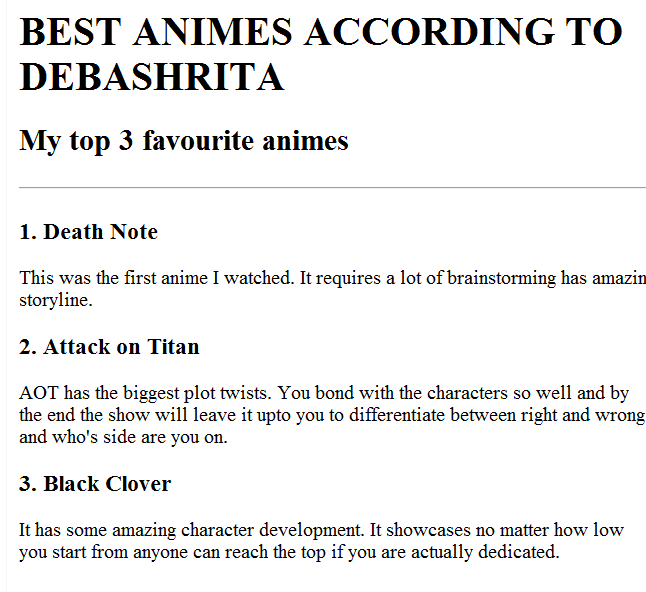 BEST ANIMES ACCORDING TO
DEBASHRITA
My top 3 favourite animes
1. Death Note
This was the first anime I watched. It requires a lot of brainstorming has amazin
storyline.
2. Attack on Titan
AOT has the biggest plot twists. You bond with the characters so well and by
the end the show will leave it upto you to differentiate between right and wrong
and who's side are you on.
3. Black Clover
It has some amazing character development. It showcases no matter how low
you start from anyone can reach the top if you are actually dedicated.